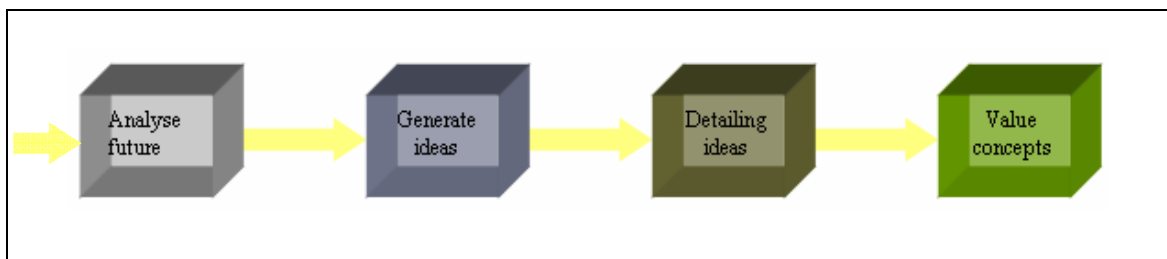 Analyse
future
Generate
ideas
Detailing
ideas
Value
concepts